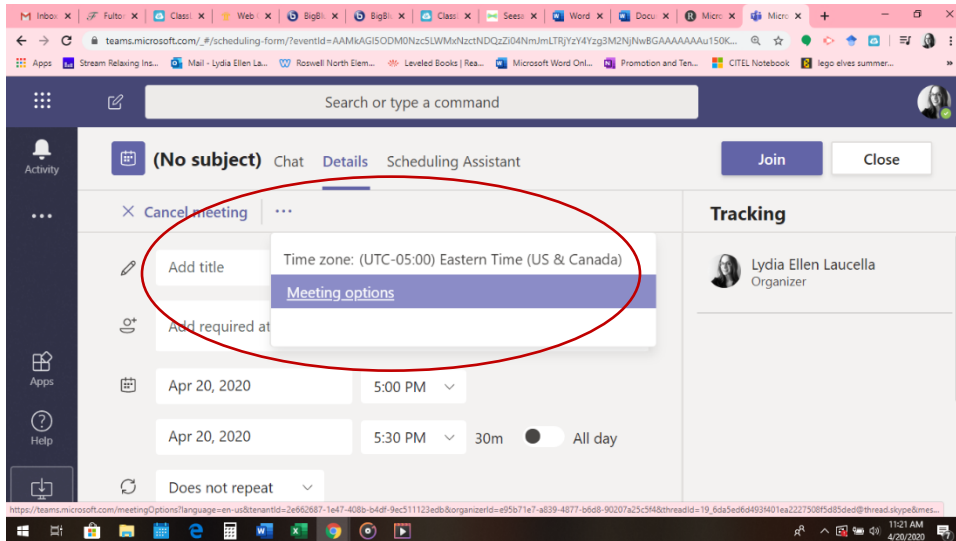 Inbox Fulto Classl Web BigBl BigBl Classl Seesa Word Docu Micro Micro
teams.microsoft.com/_#/scheduling-form/?eventId=AAMkAGI5ODM0Nzc5LWMxNzctNDQzZi04NmJmLTRjYzY4Yzg3M2NjNwBGAAAAAAAu150K...
Apps Stream Relaxing Ins... Mail - Lydia Ellen La... Roswell North Elem... Leveled Books | Rea... Microsoft Word Onl... Promotion and Ten... CITEL Notebook lego elves summer... »
Search or type a command
Activity
(No subject) Chat Details Scheduling Assistant Join Close
Cancel meeting ...
Tracking
Time zone: (UTC-05:00) Eastern Time (US & Canada)
Add title
Meeting options
Lydia Ellen Laucella
Organizer
Add required at
Apps
Apr 20, 2020 5:00 PM
Help
Apr 20, 2020 5:30 PM 30m All day
Does not repeat
https://teams.microsoft.com/meetingOptions?language=en-us&tenantId=2e662687-1e47-408b-b4df-9ec511123edb&organizerId=e95b71e7-a839-4877-b6d8-90207a25c5f4&threadId=19_6da5ed6d493f401ea2227508f5d85ded@thread.skype&mes...
11:21 AM
4/20/2020